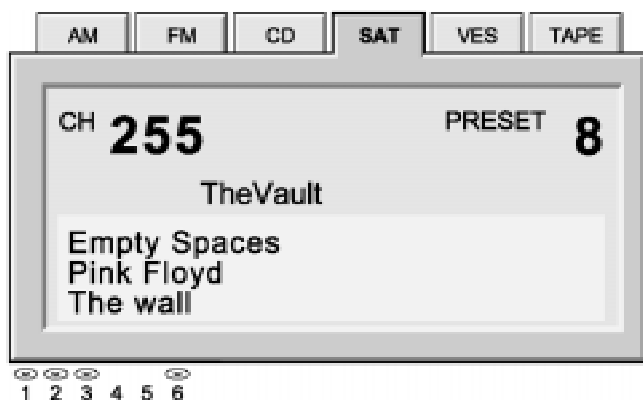 AM FM CD SAT VES TAPE
CH 255 PRESET 8
TheVault
Empty Spaces
Pink Floyd
The wall
1 2 3 4 5 6